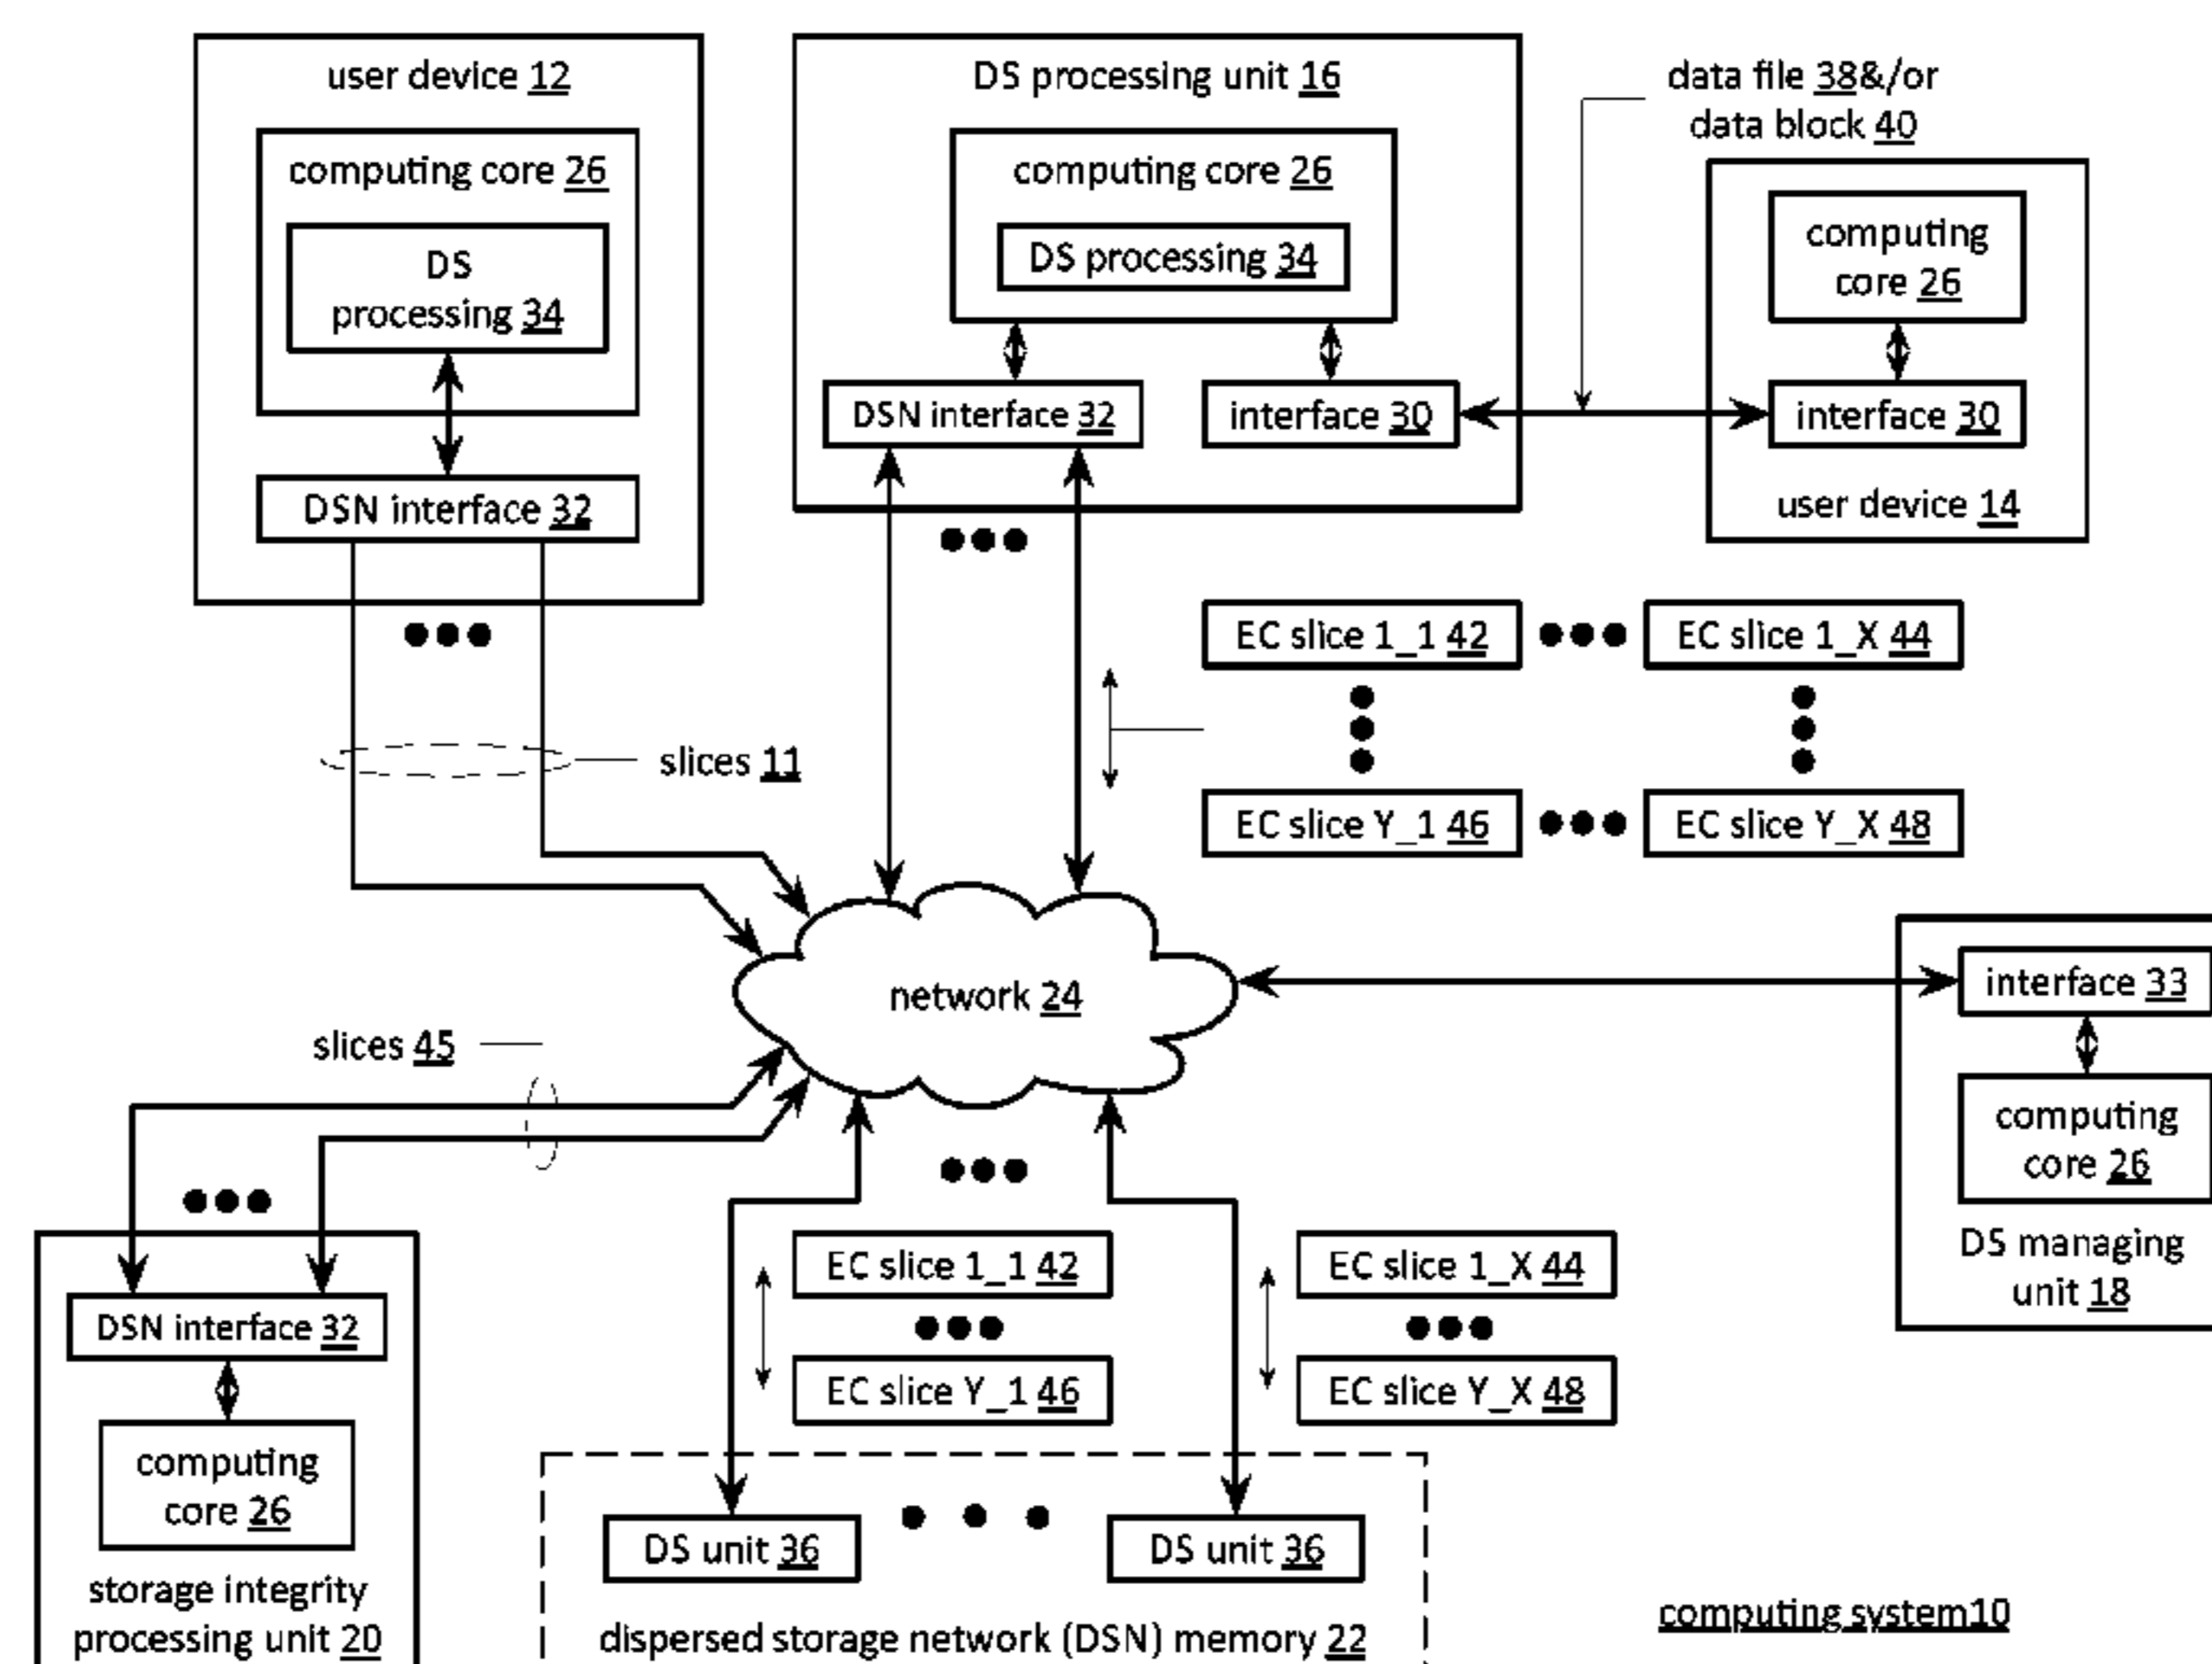 user device 12
computing core 26
DS
processing 34
DSN interface 32
slices 11
DS processing unit 16
computing core 26
DS processing 34
DSN interface 32
interface 30
data file 38&/or
data block 40
computing
core 26
interface 30
user device 14
EC slice 1_1 42
EC slice 1_X 44
EC slice Y_1 46
EC slice Y_X 48
network 24
interface 33
computing
core 26
DS managing
unit 18
slices 45
DSN interface 32
computing
core 26
storage integrity
processing unit 20
EC slice 1_1 42
EC slice Y_1 46
EC slice 1_X 44
EC slice Y_X 48
DS unit 36
DS unit 36
dispersed storage network (DSN) memory 22
computing system10